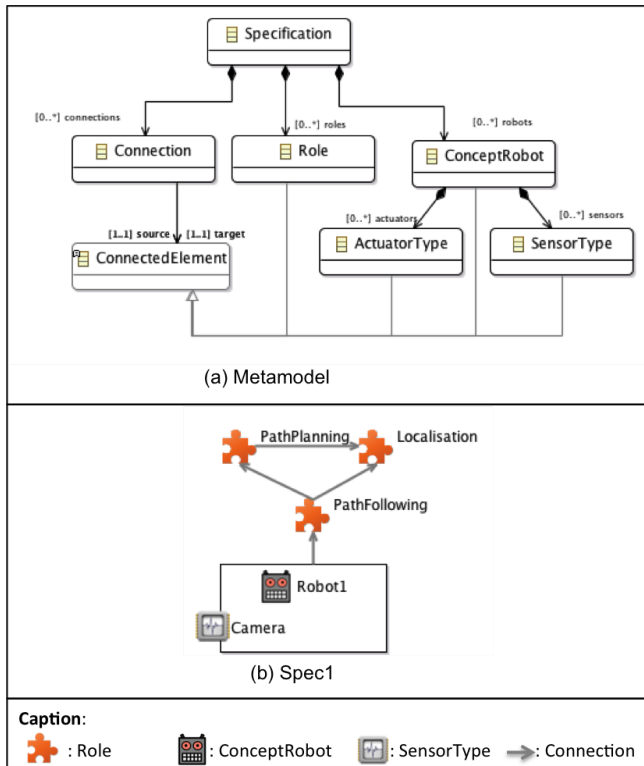 Specification
[0..*] connections
[0..*] roles
[0..*] robots
Connection
Role
ConceptRobot
[1..1] source [1..1] target
[0..*] actuators
[0..*] sensors
ConnectedElement
ActuatorType
SensorType
(a) Metamodel
PathPlanning
Localisation
PathFollowing
Robot1
Camera
(b) Spec1
Caption:
: Role : ConceptRobot : SensorType : Connection